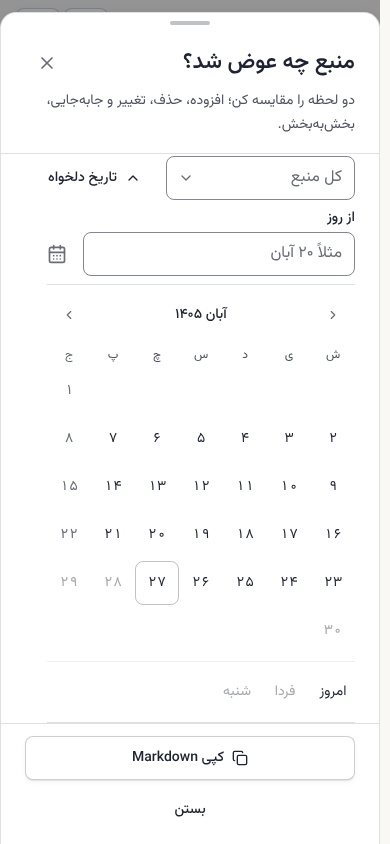 منبع چه عوض شد؟
دو لحظه را مقایسه کن؛ افزوده، حذف، تغییر و جابه‌جایی،
بخش‌به‌بخش.
کل منبع
تاریخ دلخواه
از روز
مثلاً ۲۰ آبان
آبان ۱۴۰۵
ش ی د س چ پ ج
۱
۲ ۳ ۴ ۵ ۶ ۷ ۸
۹ ۱۰ ۱۱ ۱۲ ۱۳ ۱۴ ۱۵
۱۶ ۱۷ ۱۸ ۱۹ ۲۰ ۲۱ ۲۲
۲۳ ۲۴ ۲۵ ۲۶ ۲۷ ۲۸ ۲۹
۳۰
امروز فردا شنبه
کپی Markdown
بستن